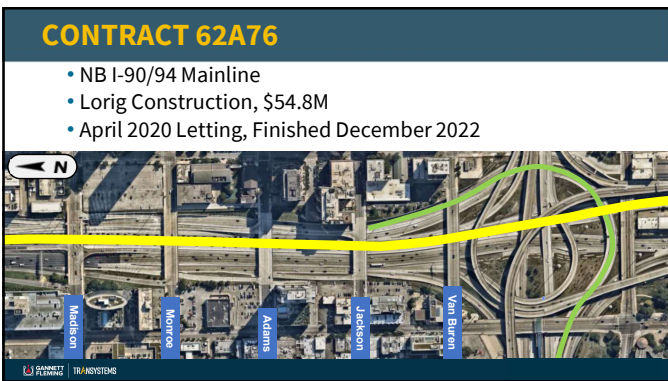 CONTRACT 62A76
• NB I-90/94 Mainline
• Lorig Construction, $54.8M
• April 2020 Letting, Finished December 2022
N
Madison
Monroe
Adams
Jackson
Van Buren
GANNETT
FLEMING
TRANSYSTEMS